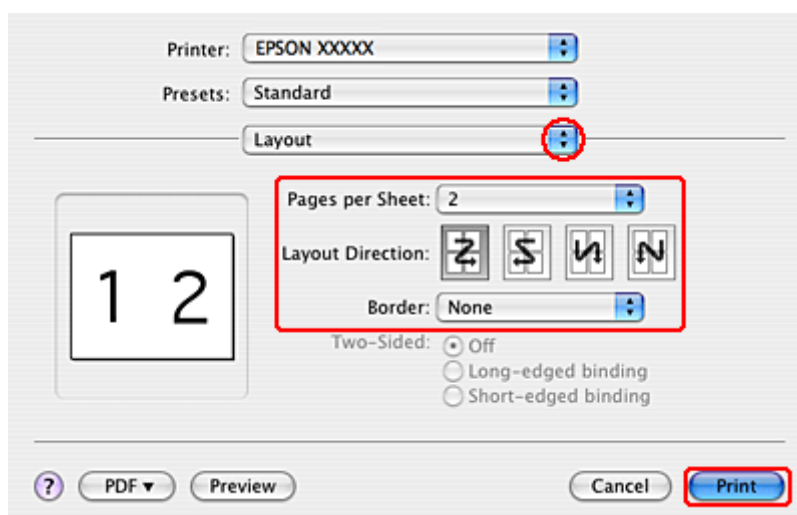 Printer: EPSON XXXXX
Presets: Standard
Layout
Pages per Sheet: 2
Layout Direction:
Border: None
1 2
Two-Sided: Off
Long-edged binding
Short-edged binding
? PDF▼ Preview Cancel Print